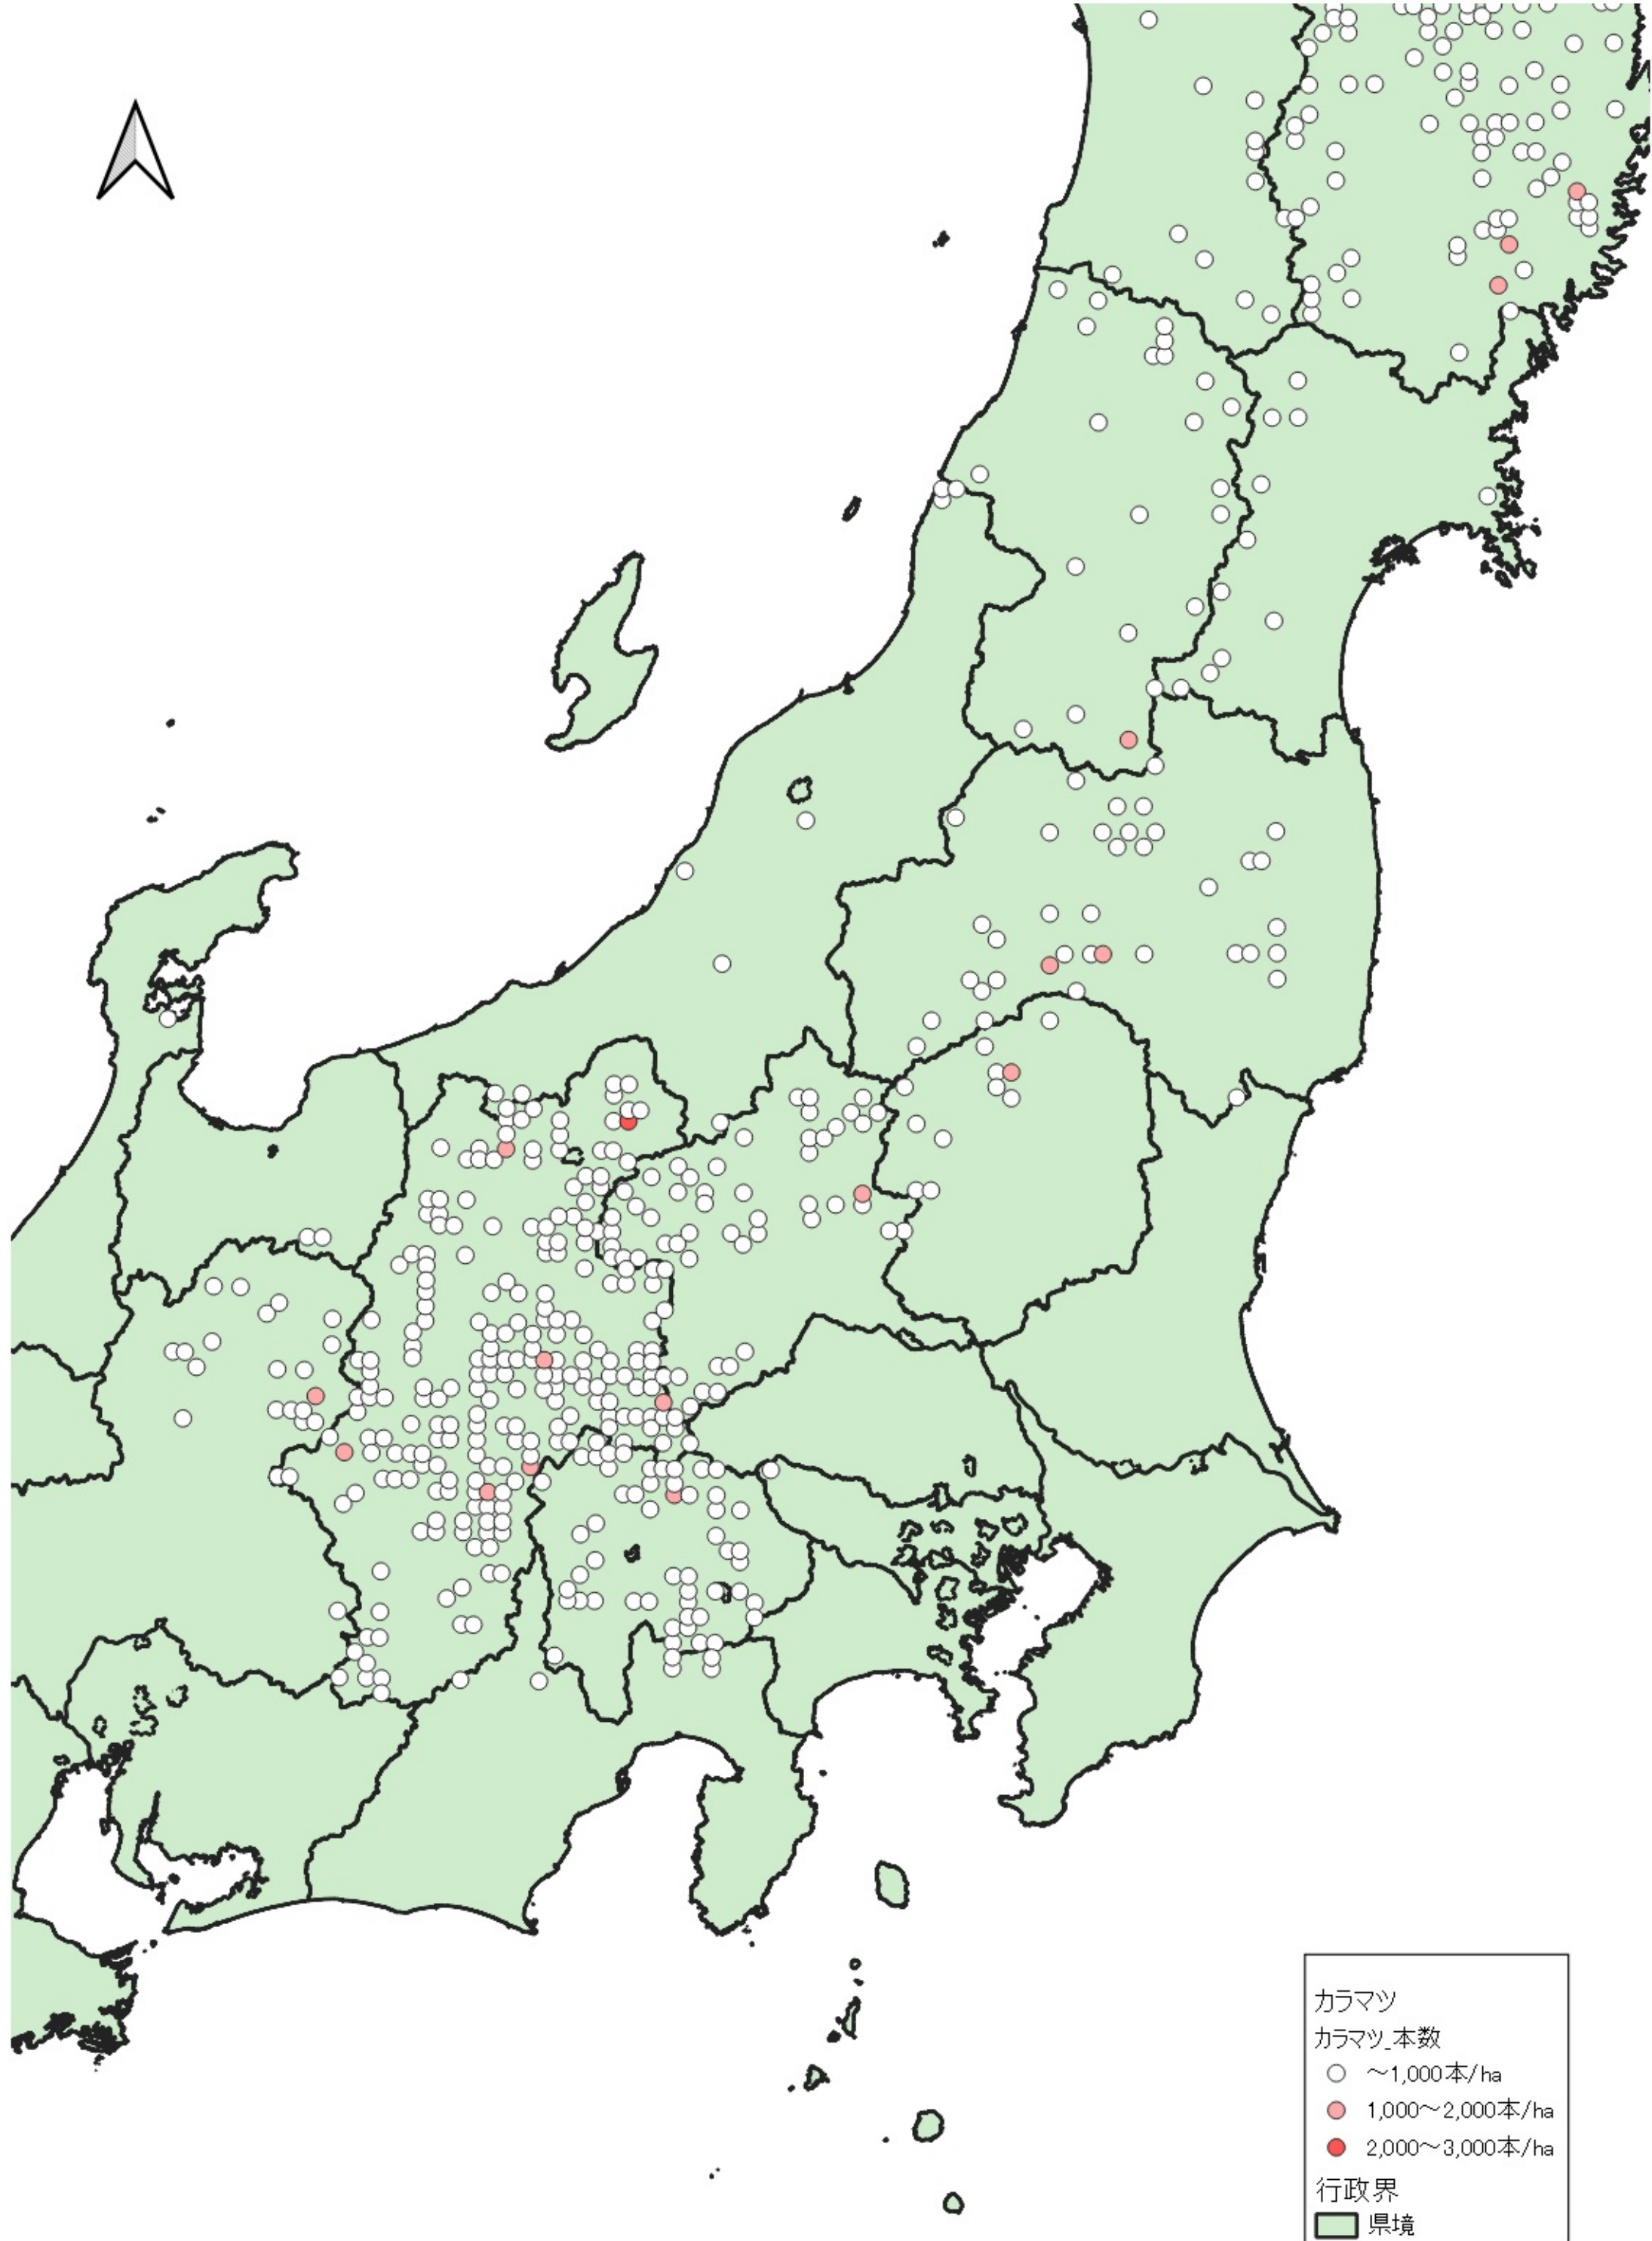 カラマツ
カラマツ_本数
～1,000本/ha
1,000～2,000本/ha
2,000～3,000本/ha
行政界
県境